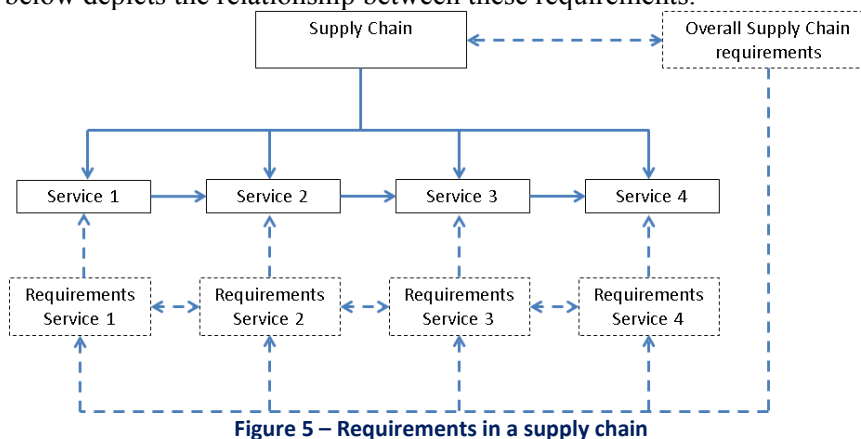 below depicts the relationship between these requirements.
Supply Chain
Overall Supply Chain
requirements
Service 1
Service 2
Service 3
Service 4
Requirements
Service 1
Requirements
Service 2
Requirements
Service 3
Requirements
Service 4
Figure 5 – Requirements in a supply chain